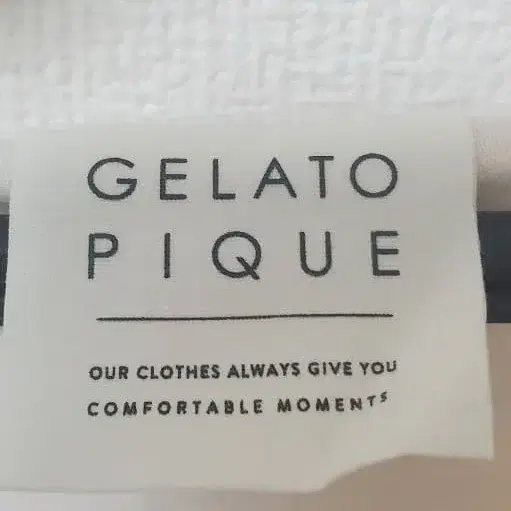 GELATO
PIQUE
OUR CLOTHES ALWAYS GIVE YOU
COMFORTABLE MOMENTS